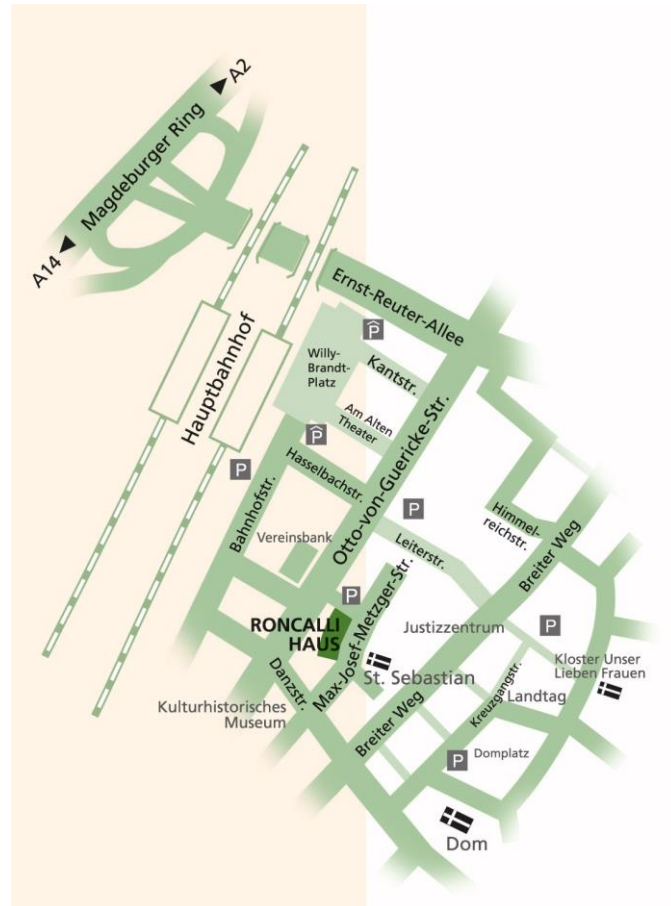 A2
Magdeburger Ring
A14
Ernst-Reuter-Allee
Hauptbahnhof
P
Willy-
Brandt-
Platz
Kantstr.
Am Alten
Theater
P
P
Hasselbachstr.
Bahnhofstr.
Otto-von-Guericke-Str.
P
Himmel-
reichstr.
Breiter Weg
Vereinsbank
Leiterstr.
P
RONCALLI
HAUS
Max-Josef-Metzger-Str.
Justizzentrum
P
St. Sebastian
Kloster Unser
Lieben Frauen
Danzstr.
Kulturhistorisches
Museum
Breiter Weg
Kreuzgangstr.
Landtag
Domplatz
P
Dom